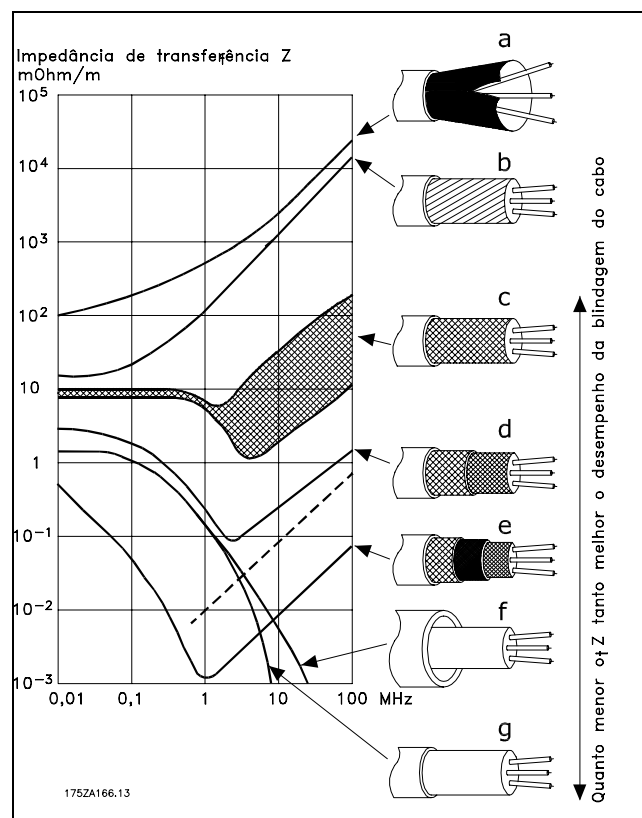 Impedância de transferência Z
mOhm/m
10⁵
10⁴
10³
10²
10
1
10⁻¹
10⁻²
10⁻³
0,01 0,1 1 10 100 MHz
a
b
c
d
e
f
g
Quanto menor o Z tanto melhor o desempenho da blindagem do cabo
175ZA166.13